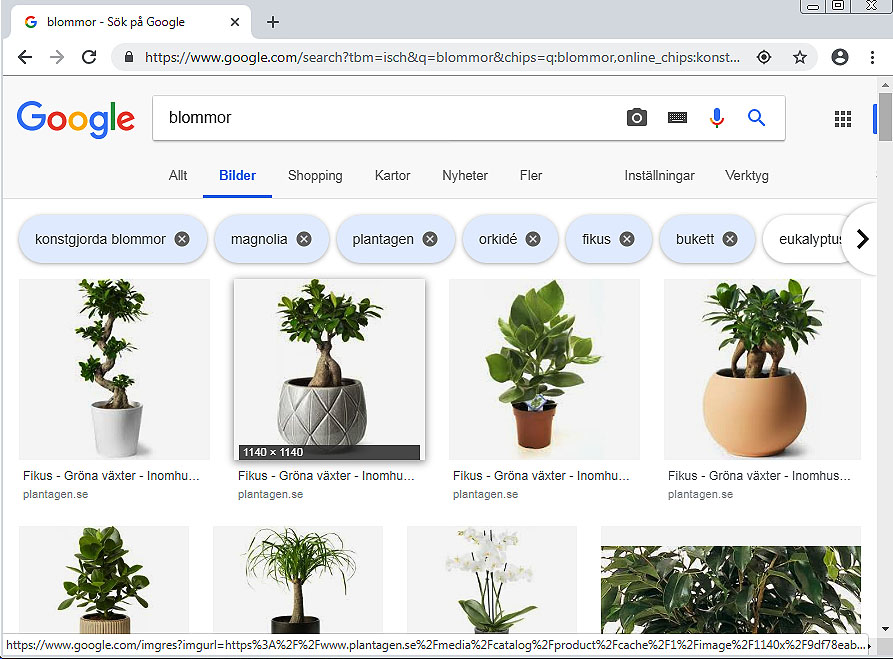 blommor - Sök på Google
https://www.google.com/search?tbm=isch&q=blommor&chips=q:blommor,online_chips:konst...
Google
blommor
Allt Bilder Shopping Kartor Nyheter Fler Inställningar Verktyg
konstgjorda blommor magnolia plantagen orkidé fikus bukett eukalyptus
1140 × 1140
Fikus - Gröna växter - Inomhu... Fikus - Gröna växter - Inomhu... Fikus - Gröna växter - Inomhu... Fikus - Gröna växter - Inomhus...
plantagen.se plantagen.se plantagen.se plantagen.se
https://www.google.com/imgres?imgurl=https%3A%2F%2Fwww.plantagen.se%2Fmedia%2Fcatalog%2Fproduct%2Fcache%2F1%2Fimage%2F1140x%2F9df78eab...